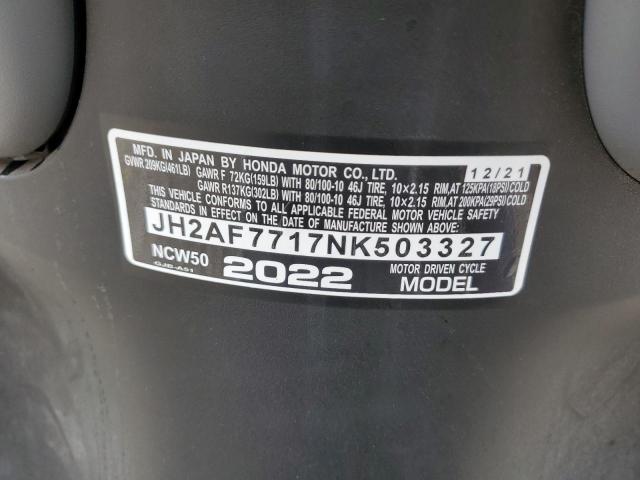 MFD. IN JAPAN BY HONDA MOTOR CO., LTD. 12/21
GVWR 209KG(461LB) GAWR F 72KG(159LB) WITH 80/100-10 46J TIRE, 10×2.15 RIM,AT 125KPA(18PSI)COLD
GAWR R137KG(302LB) WITH 80/100-10 46J TIRE, 10×2.15 RIM,AT 200KPA(29PSI)COLD
THIS VEHICLE CONFORMS TO ALL APPLICABLE FEDERAL MOTOR VEHICLE SAFETY
STANDARDS IN EFFECT ON THE DATE OF MANUFACTURE SHOWN ABOVE.
JH2AF7717NK503327
NCW50 2022 MOTOR DRIVEN CYCLE
GJB-A51 MODEL